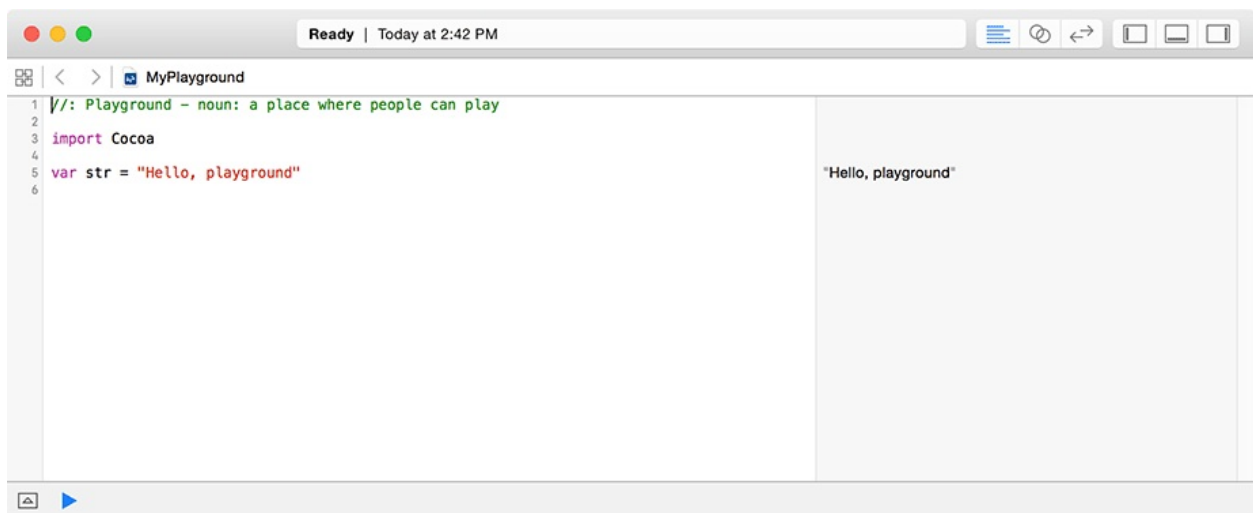 Ready | Today at 2:42 PM
MyPlayground
1 //: Playground – noun: a place where people can play
2
3 import Cocoa
4
5 var str = "Hello, playground"
"Hello, playground"
6